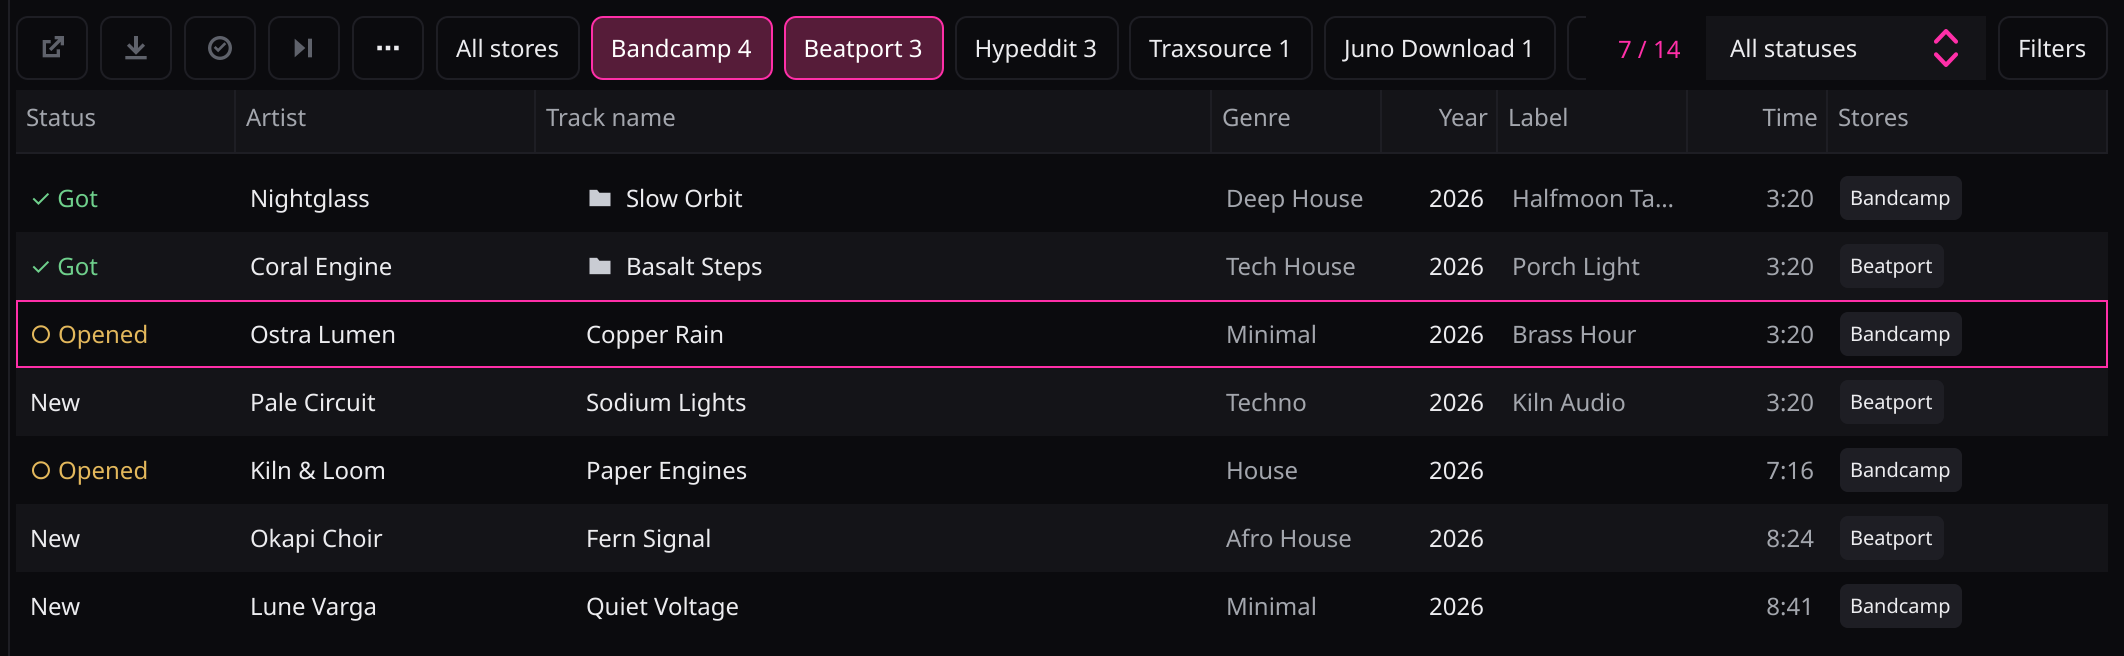 All stores Bandcamp 4 Beatport 3 Hypeddit 3 Traxsource 1 Juno Download 1 7 / 14 All statuses Filters
Status Artist Track name Genre Year Label Time Stores
Got Nightglass Slow Orbit Deep House 2026 Halfmoon Ta... 3:20 Bandcamp
Got Coral Engine Basalt Steps Tech House 2026 Porch Light 3:20 Beatport
Opened Ostra Lumen Copper Rain Minimal 2026 Brass Hour 3:20 Bandcamp
New Pale Circuit Sodium Lights Techno 2026 Kiln Audio 3:20 Beatport
Opened Kiln & Loom Paper Engines House 2026 7:16 Bandcamp
New Okapi Choir Fern Signal Afro House 2026 8:24 Beatport
New Lune Varga Quiet Voltage Minimal 2026 8:41 Bandcamp